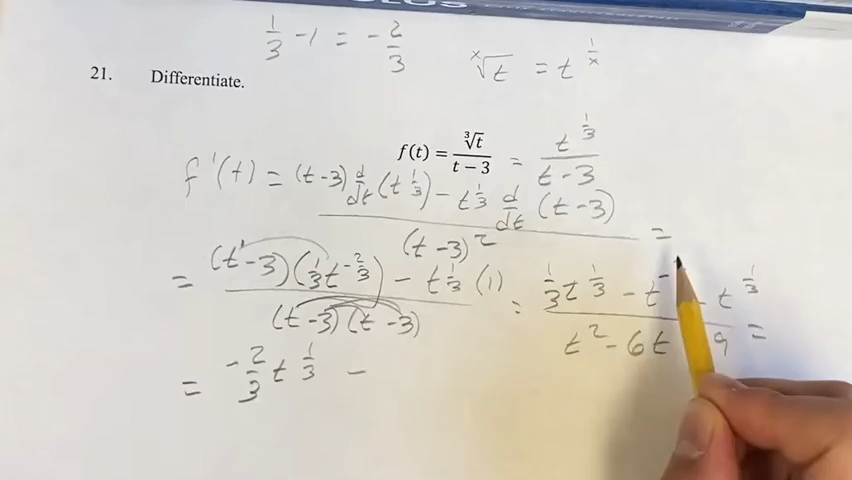 1/3 - 1 = -2/3    ˣ√t = t^(1/x)
21. Differentiate.
f(t) = ∛t / (t - 3) = t^(1/3) / (t - 3)
f'(t) = ((t-3) d/dt (t^(1/3)) - t^(1/3) d/dt (t-3)) / (t-3)^2 =
= ((t^1 - 3)(1/3 t^(-2/3)) - t^(1/3) (1)) / ((t-3)(t-3)) = (1/3 t^(1/3) - t^- - t^(1/3)) / (t^2 - 6t 9) =
= -2/3 t^(1/3) -